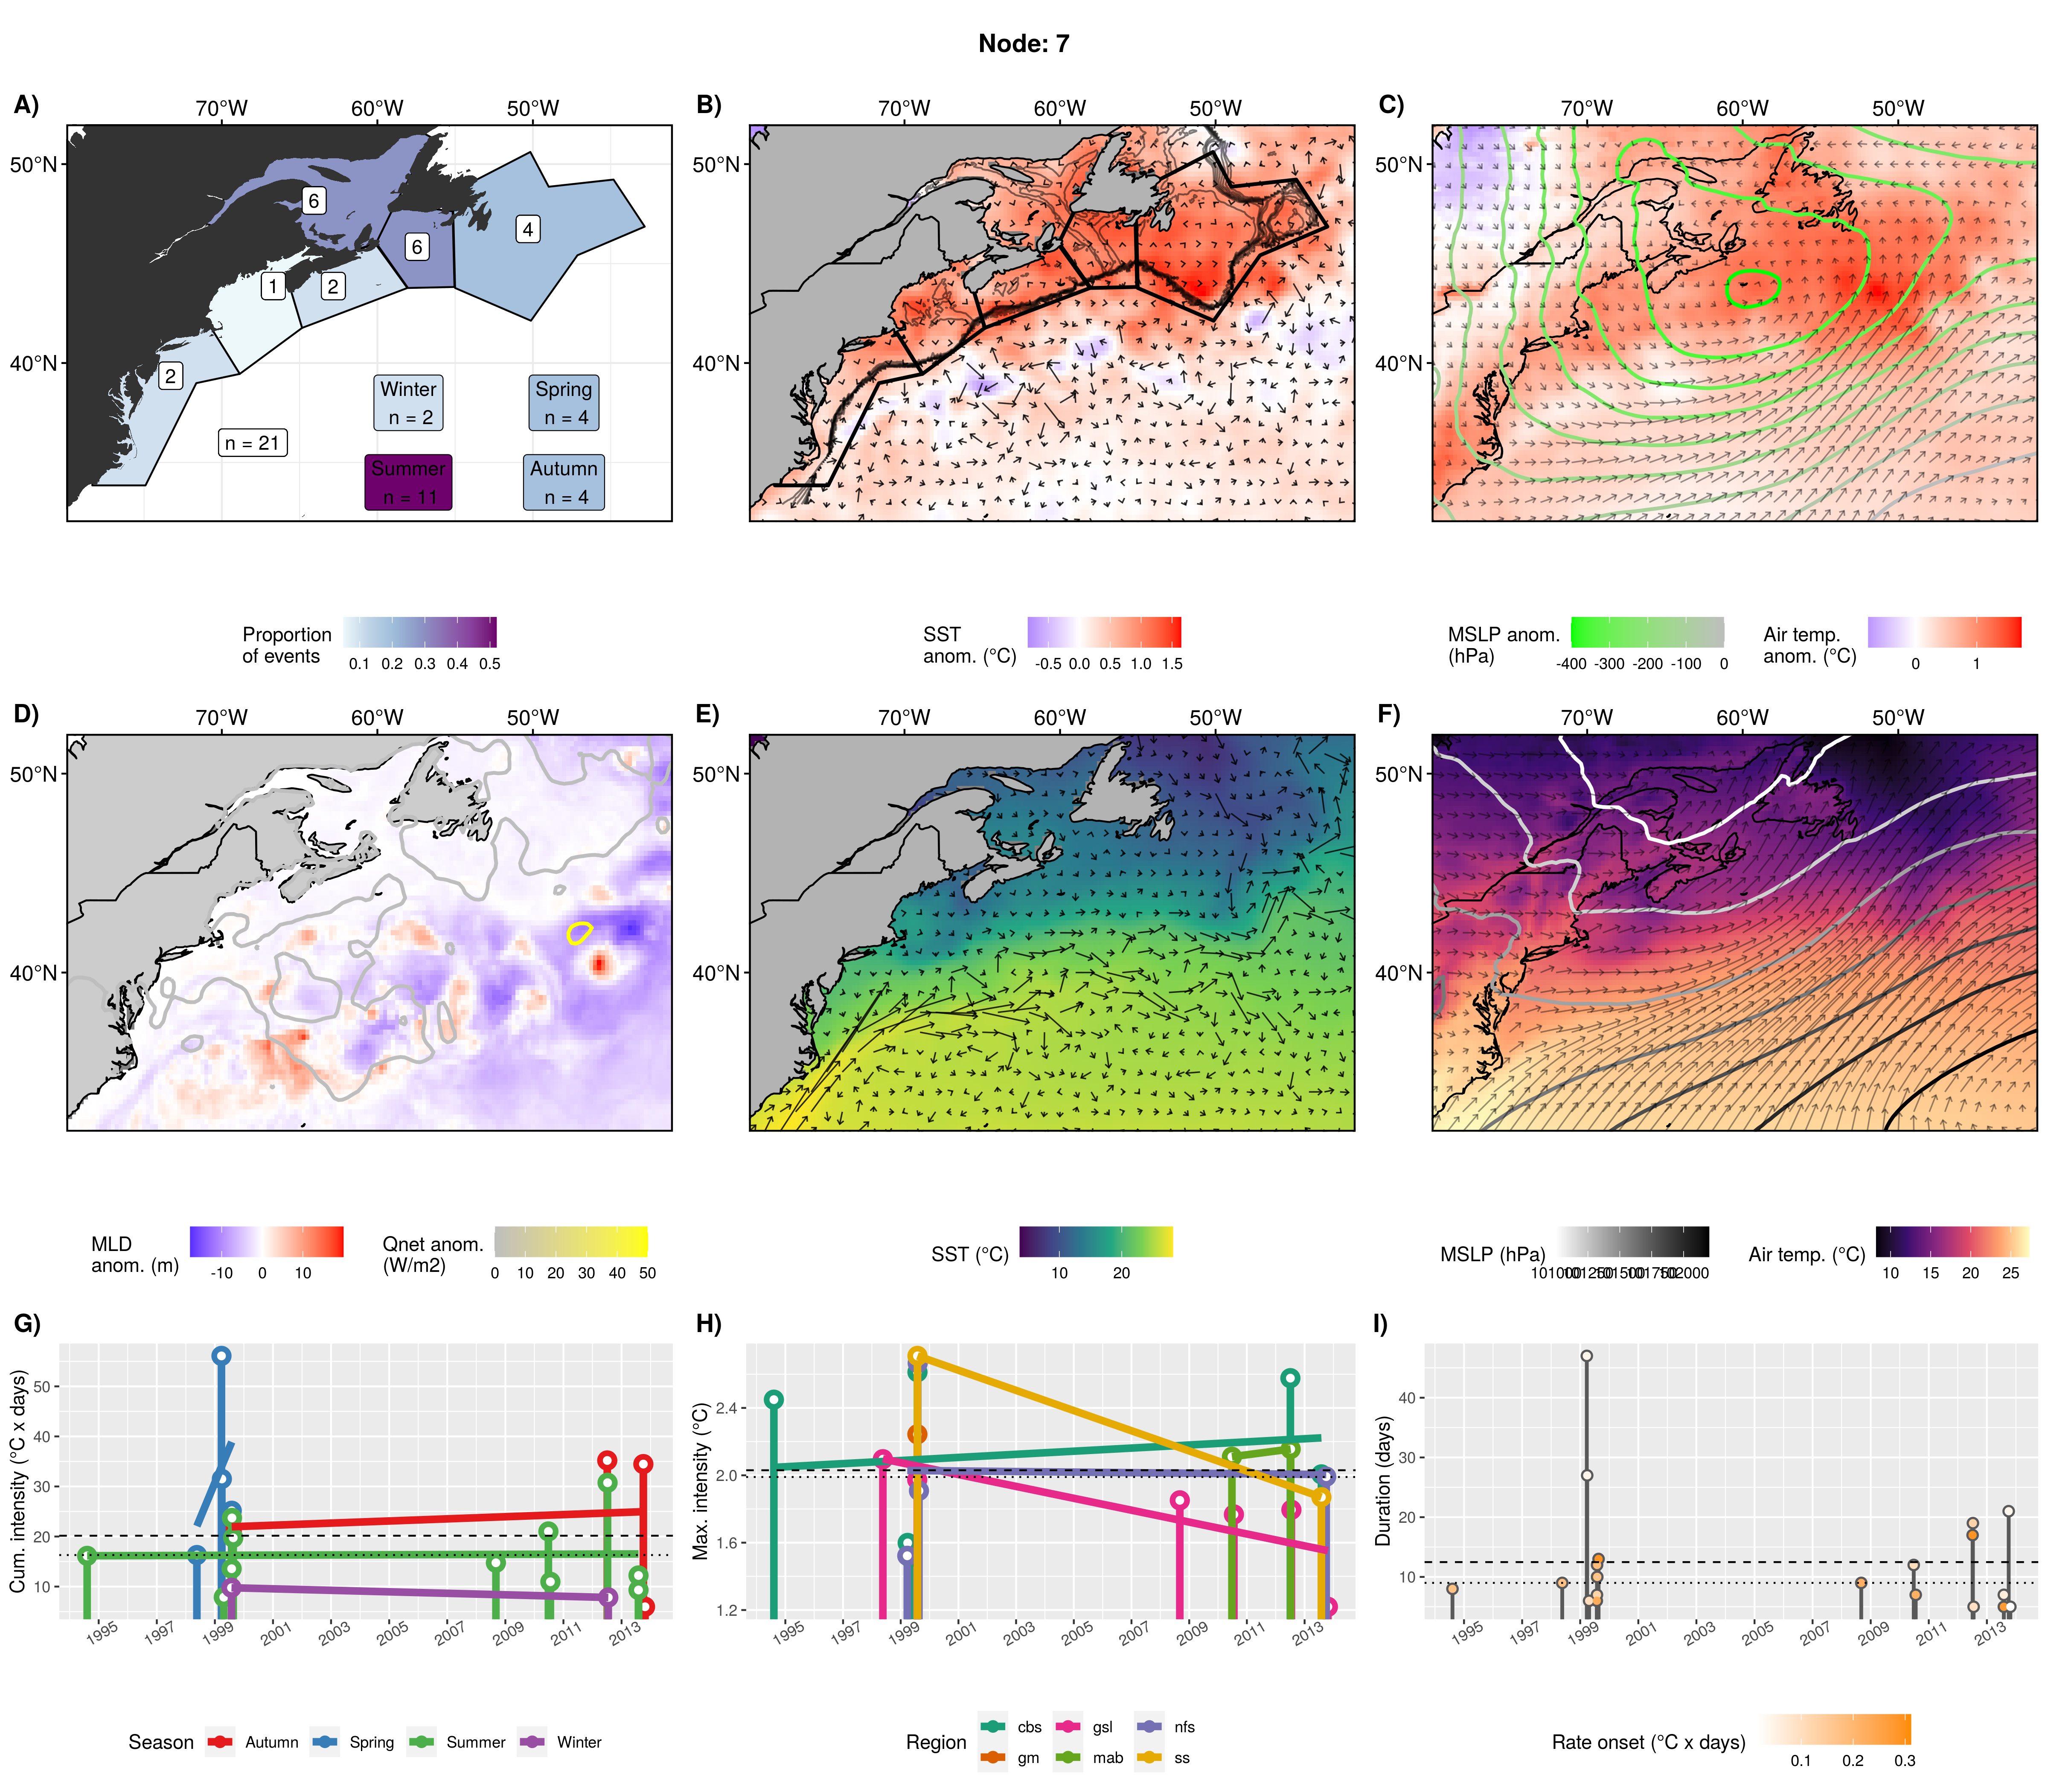 Node: 7
A)
70°W 60°W 50°W
50°N
40°N
6
6
4
1
2
2
n = 21
Winter
n = 2
Spring
n = 4
Summer
n = 11
Autumn
n = 4
Proportion
of events
0.1 0.2 0.3 0.4 0.5
B)
70°W 60°W 50°W
50°N
40°N
SST
anom. (°C)
-0.5 0.0 0.5 1.0 1.5
C)
70°W 60°W 50°W
50°N
40°N
MSLP anom.
(hPa)
-400 -300 -200 -100 0
Air temp.
anom. (°C)
0 1
D)
70°W 60°W 50°W
50°N
40°N
MLD
anom. (m)
-10 0 10
Qnet anom.
(W/m2)
0 10 20 30 40 50
E)
70°W 60°W 50°W
50°N
40°N
SST (°C)
10 20
F)
70°W 60°W 50°W
50°N
40°N
MSLP (hPa)
101000 101250 101500 101750 102000
Air temp. (°C)
10 15 20 25
G)
Cum. intensity (°C x days)
50
40
30
20
10
1995 1997 1999 2001 2003 2005 2007 2009 2011 2013
Season
Autumn Spring Summer Winter
H)
Max. intensity (°C)
2.4
2.0
1.6
1.2
1995 1997 1999 2001 2003 2005 2007 2009 2011 2013
Region
cbs gsl nfs
gm mab ss
I)
Duration (days)
40
30
20
10
1995 1997 1999 2001 2003 2005 2007 2009 2011 2013
Rate onset (°C x days)
0.1 0.2 0.3